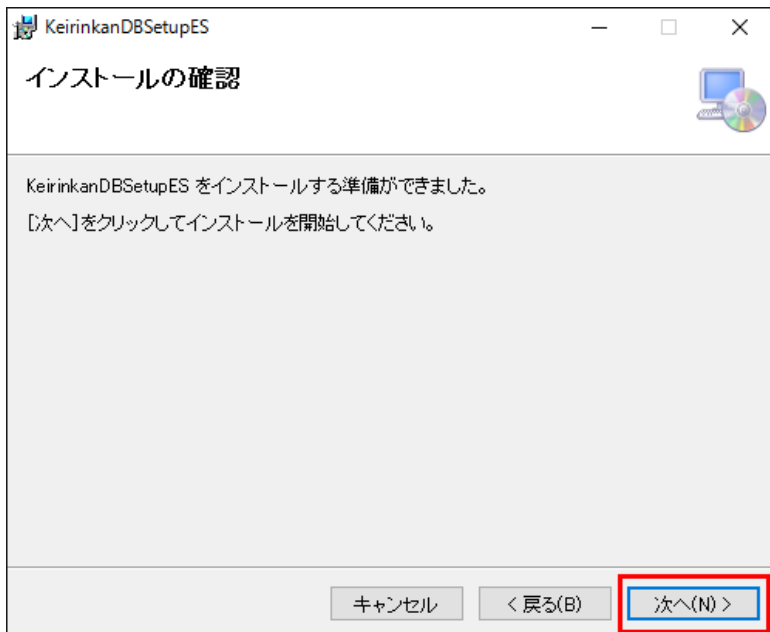 KeirinkanDBSetupES
インストールの確認
KeirinkanDBSetupES をインストールする準備ができました。
[次へ]をクリックしてインストールを開始してください。
キャンセル
< 戻る(B)
次へ(N) >